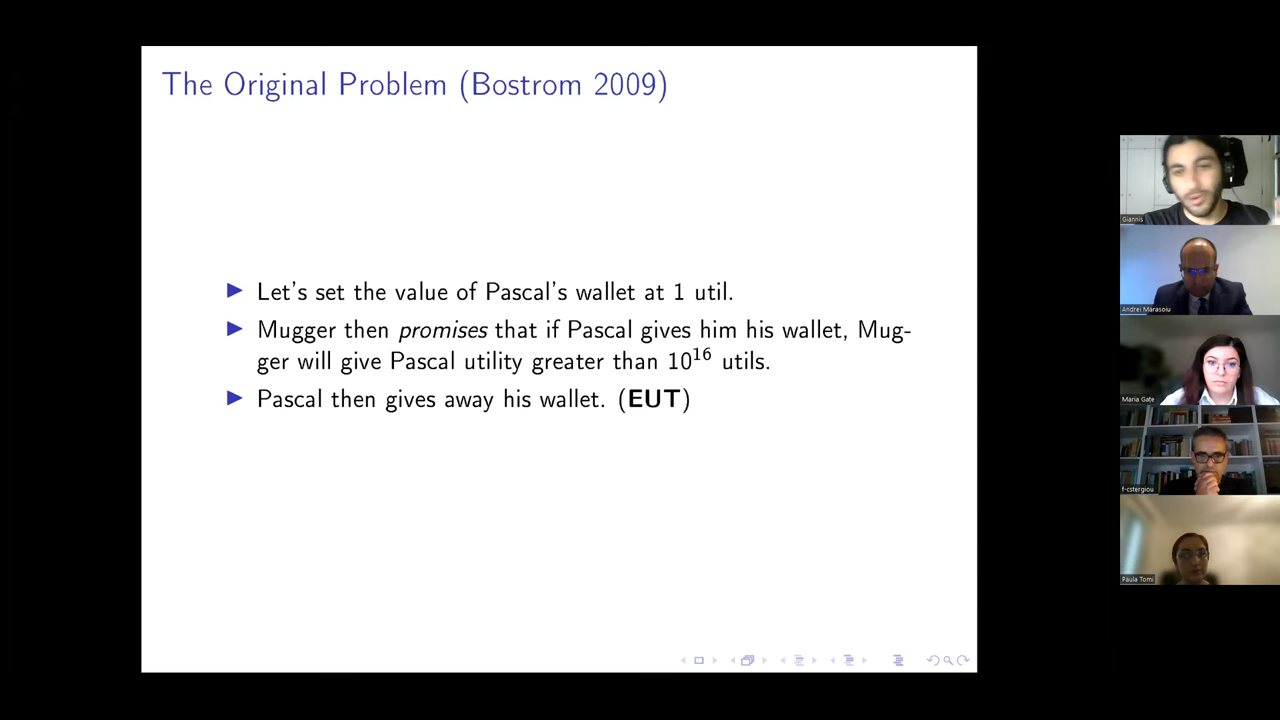 The Original Problem (Bostrom 2009)
Let's set the value of Pascal's wallet at 1 util.
Mugger then promises that if Pascal gives him his wallet, Mug-
ger will give Pascal utility greater than 10^16 utils.
Pascal then gives away his wallet. (EUT)
Giannis
Andrei Marasoiu
Maria Gate
f-cstergiou
Paula Tomi